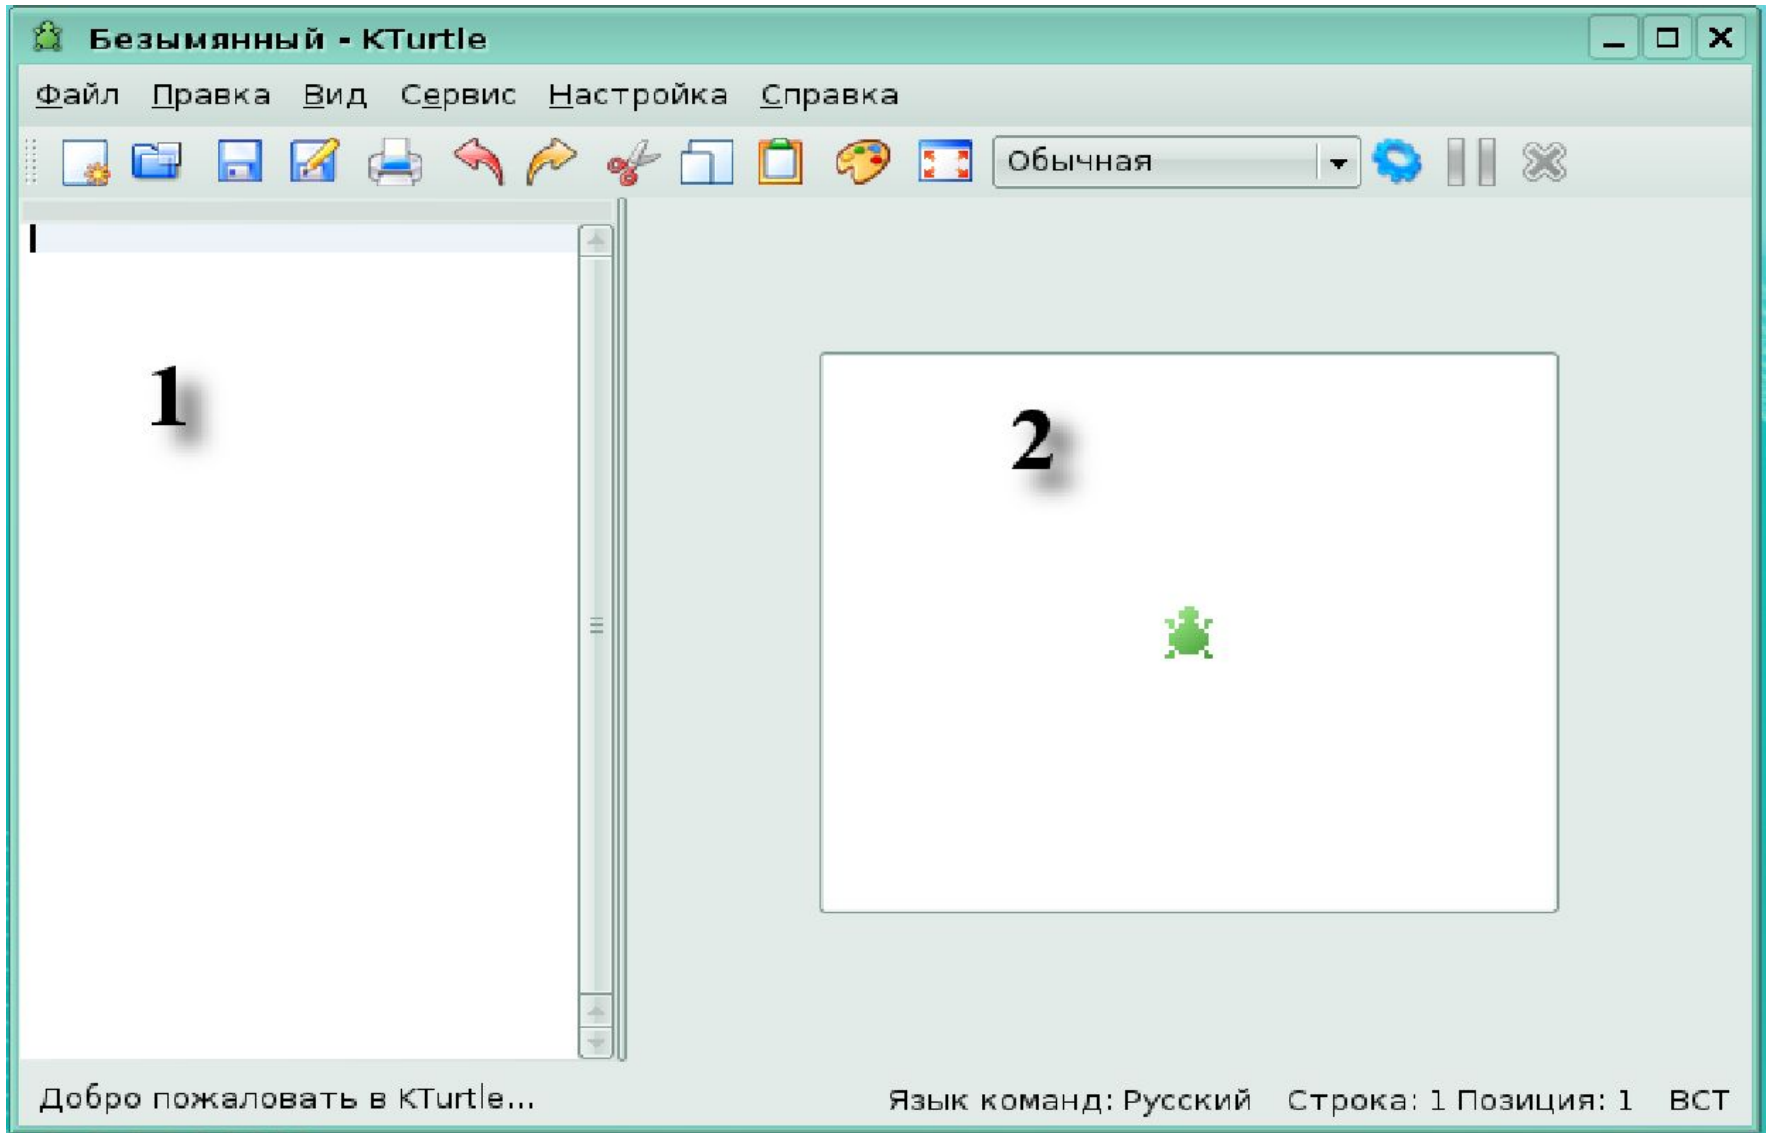 Безымянный - KTurtle
Файл Правка Вид Сервис Настройка Справка
Обычная
1
2
Добро пожаловать в KTurtle...
Язык команд: Русский Строка: 1 Позиция: 1 ВСТ